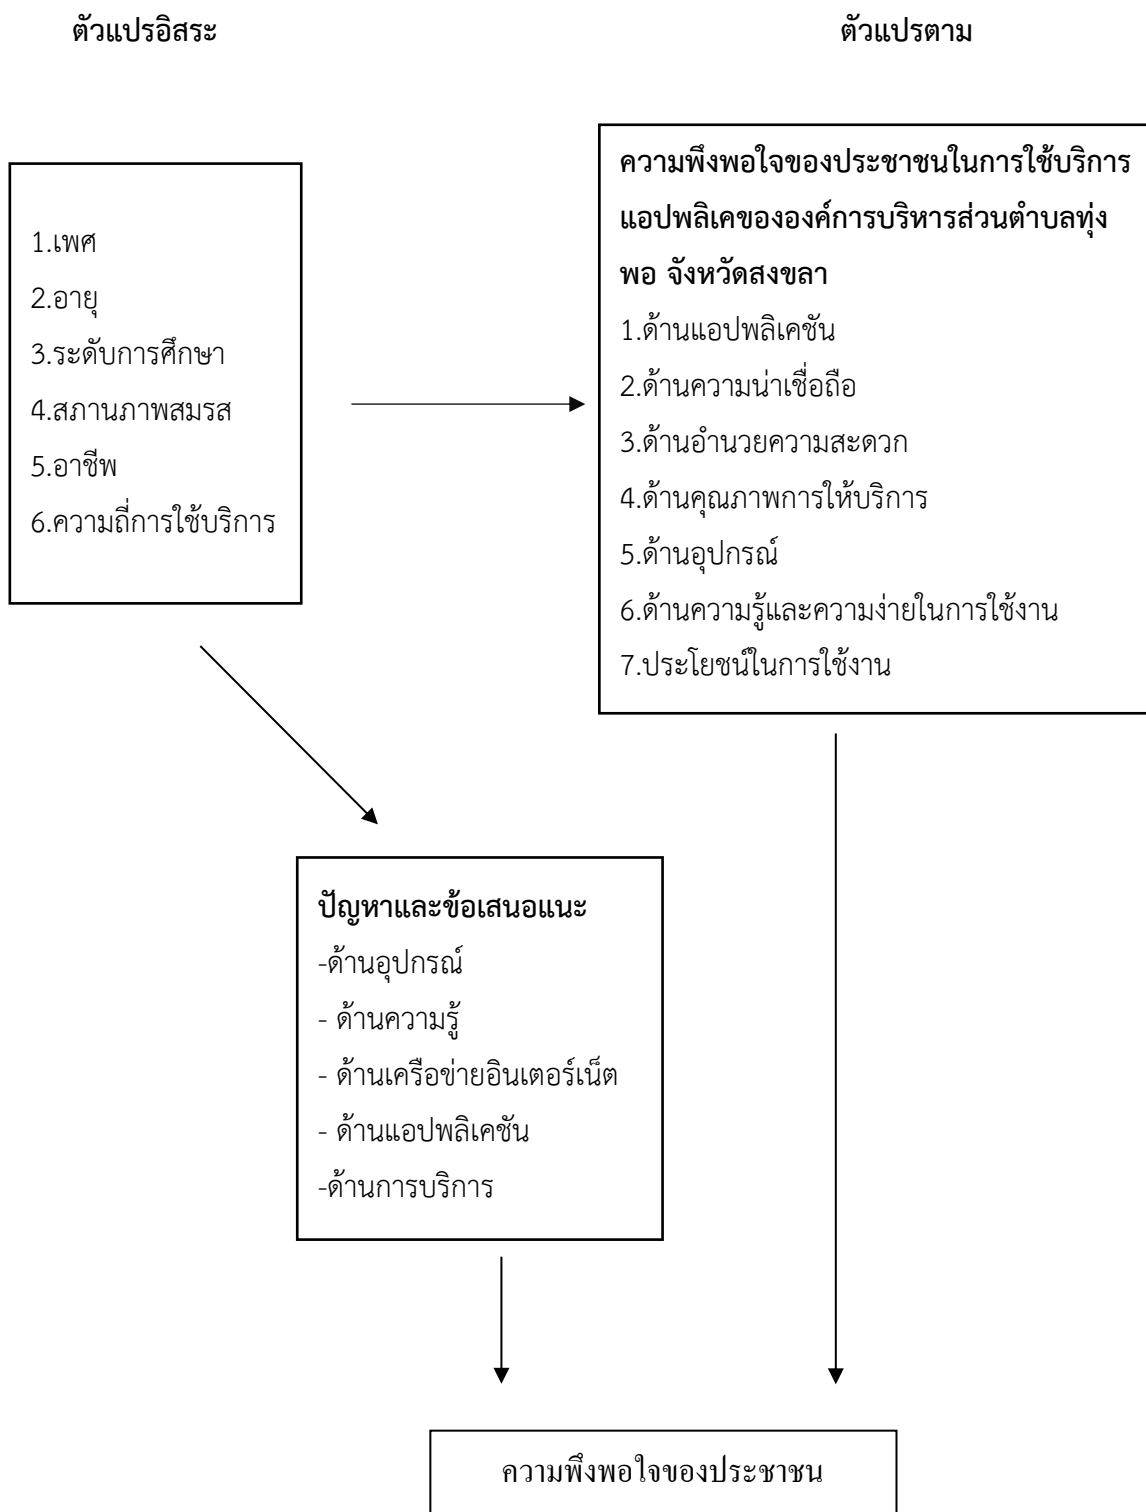 ตัวแปรอิสระ
ตัวแปรตาม
1.เพศ
2.อายุ
3.ระดับการศึกษา
4.สถานภาพสมรส
5.อาชีพ
6.ความถี่การใช้บริการ
ความพึงพอใจของประชาชนในการใช้บริการ
แอปพลิเคขององค์การบริหารส่วนตำบลทุ่ง
พอ จังหวัดสงขลา
1.ด้านแอปพลิเคชัน
2.ด้านความน่าเชื่อถือ
3.ด้านอำนวยความสะดวก
4.ด้านคุณภาพการให้บริการ
5.ด้านอุปกรณ์
6.ด้านความรู้และความง่ายในการใช้งาน
7.ประโยชน์ในการใช้งาน
ปัญหาและข้อเสนอแนะ
-ด้านอุปกรณ์
- ด้านความรู้
- ด้านเครือข่ายอินเตอร์เน็ต
- ด้านแอปพลิเคชัน
-ด้านการบริการ
ความพึงพอใจของประชาชน